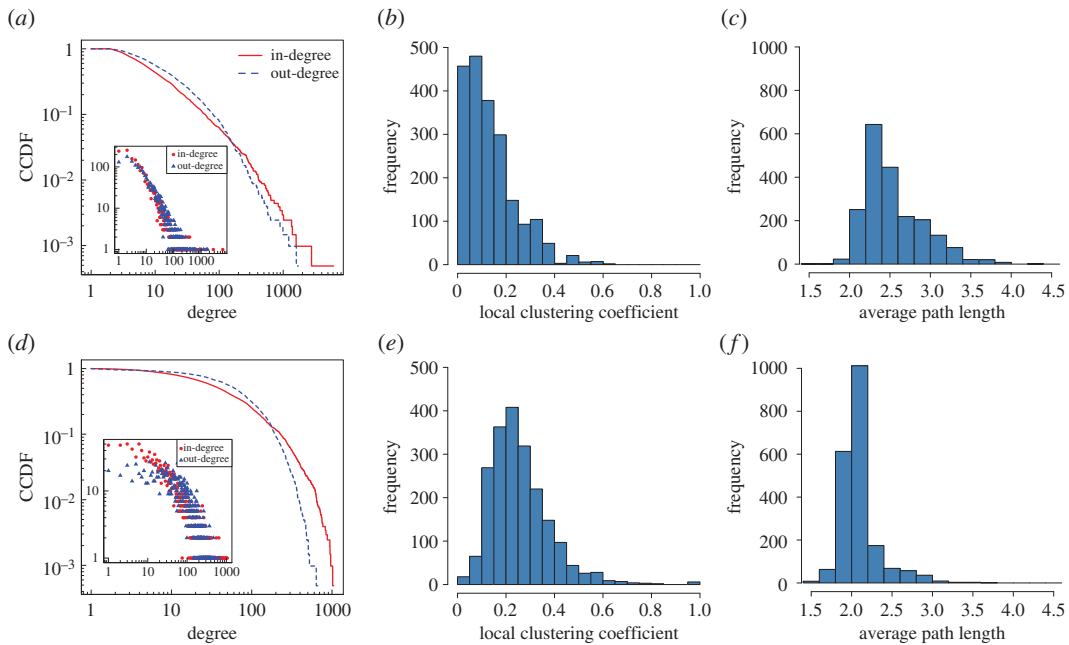 (a)
1
10−1
10−2
10−3
CCDF
in-degree
out-degree
in-degree
out-degree
100
10
1
1 10 100 1000
1 10 100 1000
degree
(b)
500
400
300
200
100
0
frequency
0 0.2 0.4 0.6 0.8 1.0
local clustering coefficient
(c)
1000
800
600
400
200
0
frequency
1.5 2.0 2.5 3.0 3.5 4.0 4.5
average path length
(d)
1
10−1
10−2
10−3
CCDF
in-degree
out-degree
10
1
1 10 100 1000
1 10 100 1000
degree
(e)
500
400
300
200
100
0
frequency
0 0.2 0.4 0.6 0.8 1.0
local clustering coefficient
(f)
1000
800
600
400
200
0
frequency
1.5 2.0 2.5 3.0 3.5 4.0 4.5
average path length